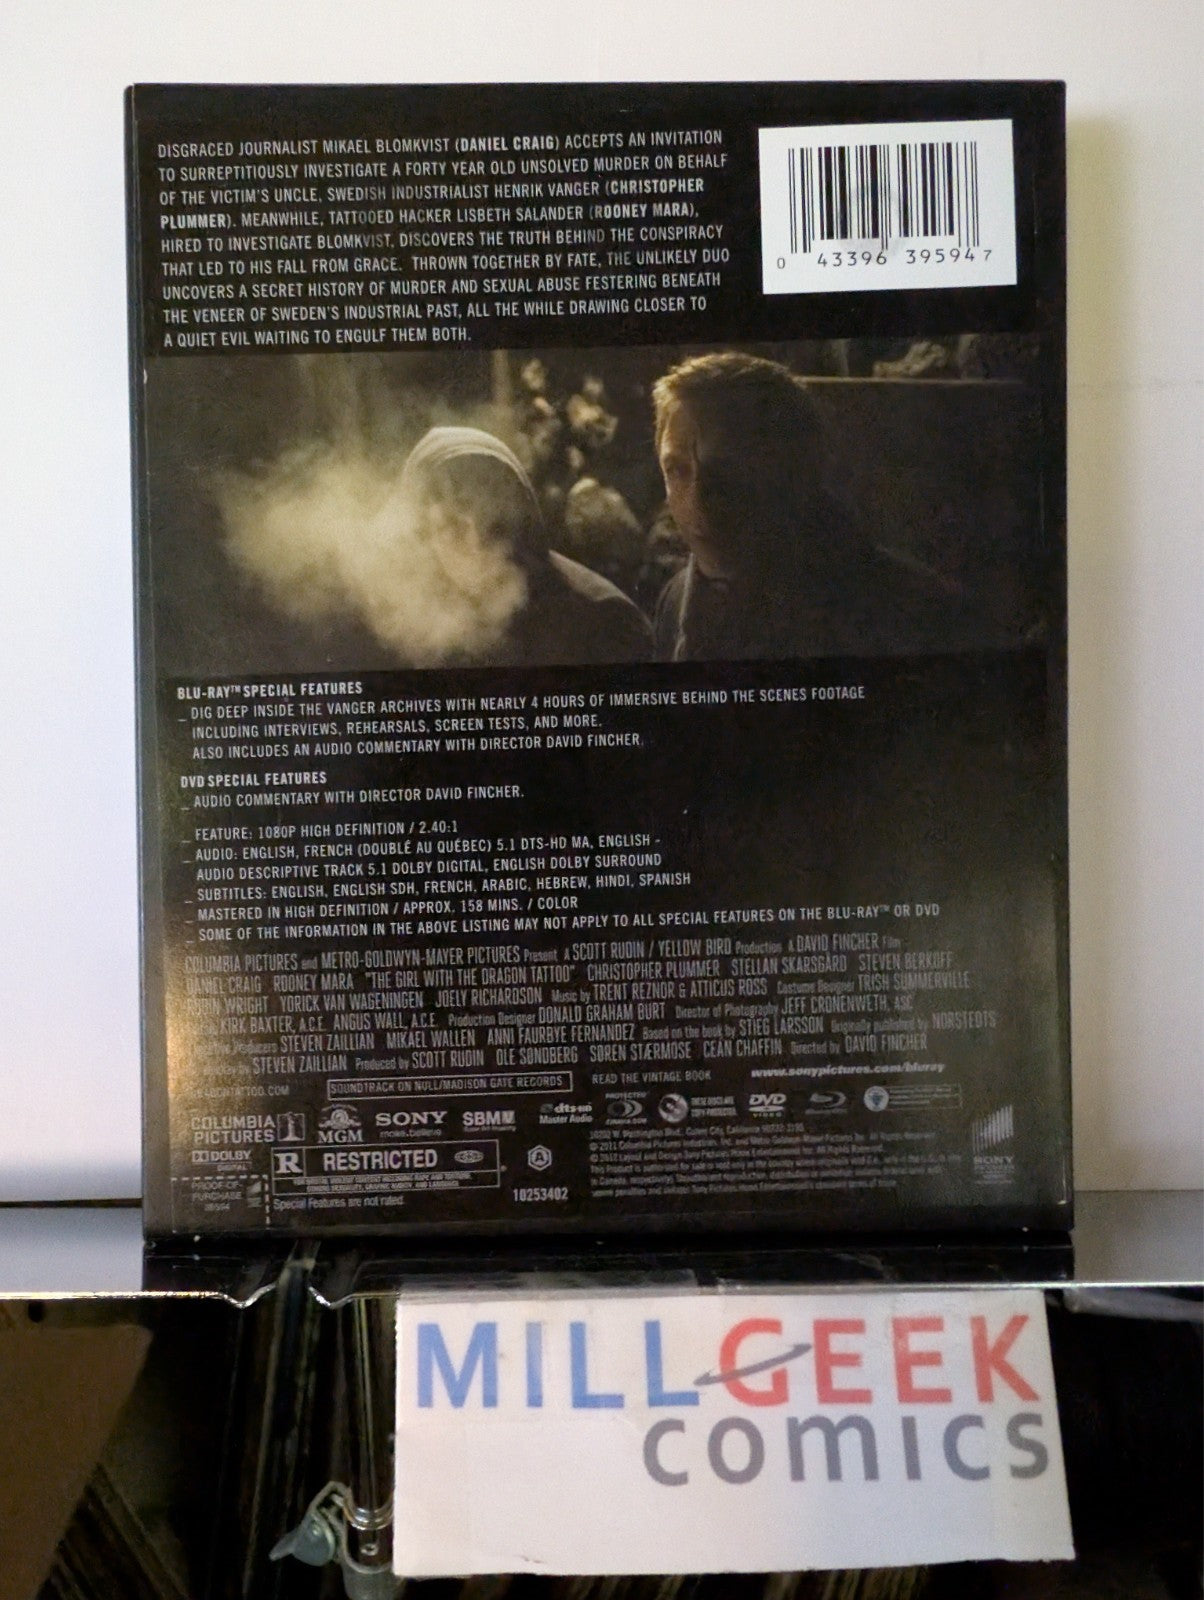 DISGRACED JOURNALIST MIKAEL BLOMKVIST (DANIEL CRAIG) ACCEPTS AN INVITATION
TO SURREPTITIOUSLY INVESTIGATE A FORTY YEAR OLD UNSOLVED MURDER ON BEHALF
OF THE VICTIM'S UNCLE, SWEDISH INDUSTRIALIST HENRIK VANGER (CHRISTOPHER
PLUMMER). MEANWHILE, TATTOOED HACKER LISBETH SALANDER (ROONEY MARA),
HIRED TO INVESTIGATE BLOMKVIST, DISCOVERS THE TRUTH BEHIND THE CONSPIRACY
THAT LED TO HIS FALL FROM GRACE. THROWN TOGETHER BY FATE, THE UNLIKELY DUO
UNCOVERS A SECRET HISTORY OF MURDER AND SEXUAL ABUSE FESTERING BENEATH
THE VENEER OF SWEDEN'S INDUSTRIAL PAST, ALL THE WHILE DRAWING CLOSER TO
A QUIET EVIL WAITING TO ENGULF THEM BOTH.
0 43396 39594 7
BLU-RAY™ SPECIAL FEATURES
_ DIG DEEP INSIDE THE VANGER ARCHIVES WITH NEARLY 4 HOURS OF IMMERSIVE BEHIND THE SCENES FOOTAGE
INCLUDING INTERVIEWS, REHEARSALS, SCREEN TESTS, AND MORE.
ALSO INCLUDES AN AUDIO COMMENTARY WITH DIRECTOR DAVID FINCHER.
DVD SPECIAL FEATURES
_ AUDIO COMMENTARY WITH DIRECTOR DAVID FINCHER.
_ FEATURE: 1080P HIGH DEFINITION / 2.40:1
_ AUDIO: ENGLISH, FRENCH (DOUBLÉ AU QUÉBEC) 5.1 DTS-HD MA, ENGLISH -
AUDIO DESCRIPTIVE TRACK 5.1 DOLBY DIGITAL, ENGLISH DOLBY SURROUND
_ SUBTITLES: ENGLISH, ENGLISH SDH, FRENCH, ARABIC, HEBREW, HINDI, SPANISH
_ MASTERED IN HIGH DEFINITION / APPROX. 158 MINS. / COLOR
_ SOME OF THE INFORMATION IN THE ABOVE LISTING MAY NOT APPLY TO ALL SPECIAL FEATURES ON THE BLU-RAY™ OR DVD
COLUMBIA PICTURES and METRO-GOLDWYN-MAYER PICTURES Present A SCOTT RUDIN / YELLOW BIRD Production A DAVID FINCHER Film
DANIEL CRAIG ROONEY MARA "THE GIRL WITH THE DRAGON TATTOO" CHRISTOPHER PLUMMER STELLAN SKARSGÅRD STEVEN BERKOFF
ROBIN WRIGHT YORICK VAN WAGENINGEN JOELY RICHARDSON Music by TRENT REZNOR & ATTICUS ROSS Costume Designer TRISH SUMMERVILLE
KIRK BAXTER, A.C.E. ANGUS WALL, A.C.E. Production Designer DONALD GRAHAM BURT Director of Photography JEFF CRONENWETH, ASC
Producers STEVEN ZAILLIAN MIKAEL WALLEN ANNI FAURBYE FERNANDEZ Based on the book by STIEG LARSSON Originally published by NORSTEDTS
by STEVEN ZAILLIAN Produced by SCOTT RUDIN OLE SØNDBERG SØREN STÆRMOSE CEÁN CHAFFIN Directed by DAVID FINCHER
SOUNDTRACK ON NULL/MADISON GATE RECORDS READ THE VINTAGE BOOK www.sonypictures.com/bluray
COLUMBIA PICTURES MGM SONY make.believe SBMV dts-HD Master Audio DVD VIDEO
DOLBY DIGITAL
R RESTRICTED
PROOF-OF-PURCHASE
Special Features are not rated.
A
10253402
SONY
MILLGEEK
COMICS